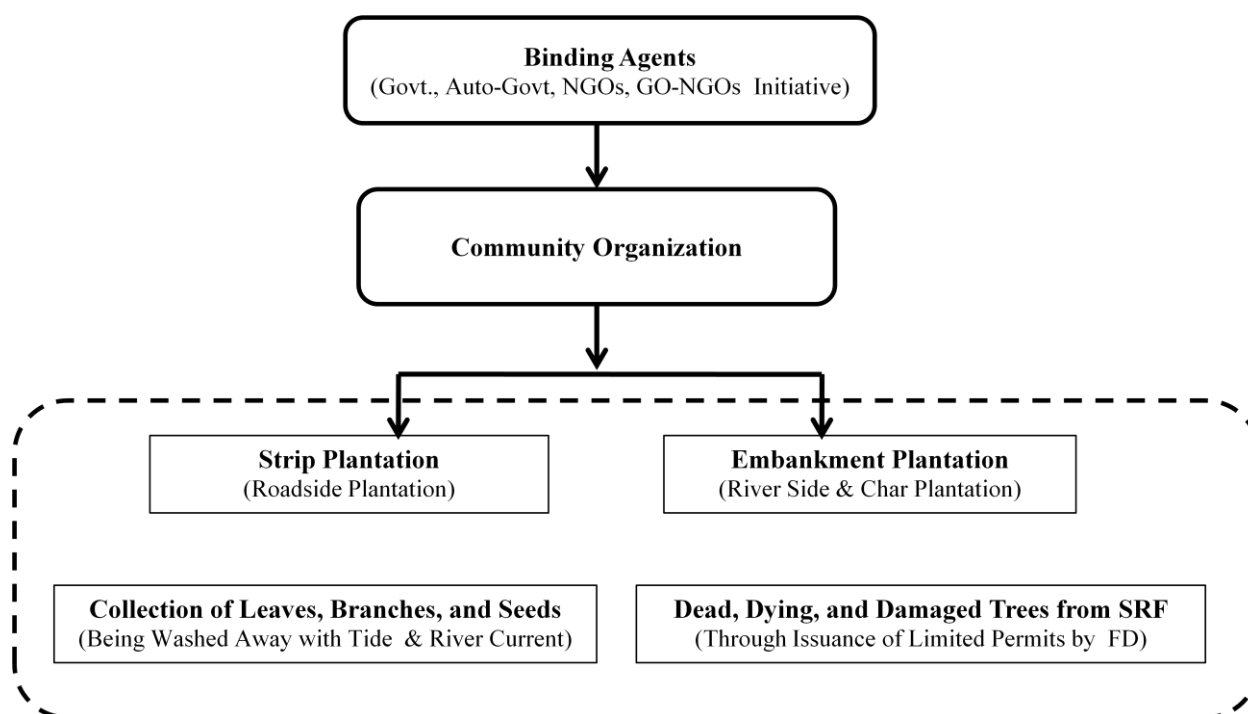 Binding Agents
(Govt., Auto-Govt, NGOs, GO-NGOs Initiative)
Community Organization
Strip Plantation
(Roadside Plantation)
Embankment Plantation
(River Side & Char Plantation)
Collection of Leaves, Branches, and Seeds
(Being Washed Away with Tide & River Current)
Dead, Dying, and Damaged Trees from SRF
(Through Issuance of Limited Permits by FD)